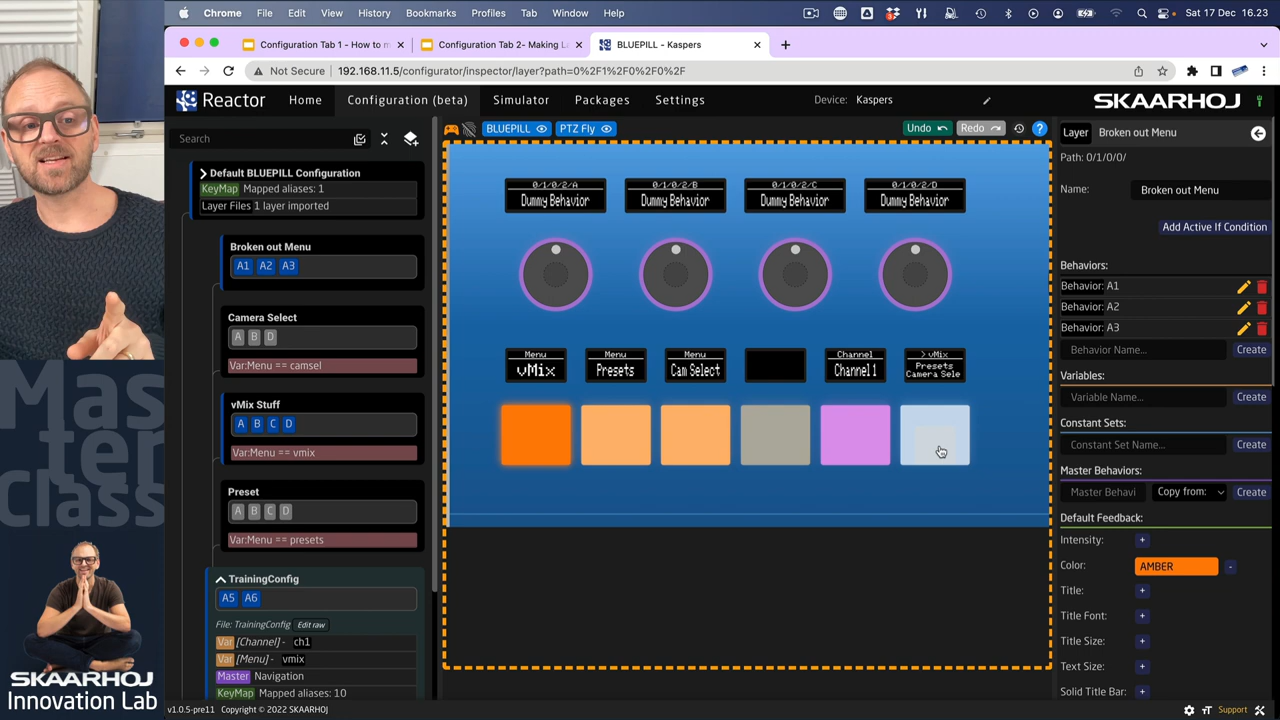 Chrome File Edit View History Bookmarks Profiles Tab Window Help Sat 17 Dec 16.23
Configuration Tab 1 - How to m
Configuration Tab 2- Making La
BLUEPILL - Kaspers
Not Secure 192.168.11.5/configurator/inspector/layer?path=0%2F1%2F0%2F0%2F
Reactor Home Configuration (beta) Simulator Packages Settings Device: Kaspers SKAARHOJ
Search
BLUEPILL PTZ Fly Undo Redo ?
Default BLUEPILL Configuration
KeyMap Mapped aliases: 1
Layer Files 1 layer imported
Broken out Menu
A1 A2 A3
Camera Select
A B D
Var:Menu == camsel
vMix Stuff
A B C D
Var:Menu == vmix
Preset
A B C D
Var:Menu == presets
TrainingConfig
A5 A6
File: TrainingConfig Edit raw
Var [Channel] - ch1
Var [Menu] - vmix
Master Navigation
KeyMap Mapped aliases: 10
0/1/0/2/A
Dummy Behavior
0/1/0/2/B
Dummy Behavior
0/1/0/2/C
Dummy Behavior
0/1/0/2/D
Dummy Behavior
Menu
vMix
Menu
Presets
Menu
Cam Select
Channel
Channel 1
> vMix
Presets
Camera Sele
Layer Broken out Menu
Path: 0/1/0/0/
Name: Broken out Menu
Add Active If Condition
Behaviors:
Behavior: A1
Behavior: A2
Behavior: A3
Behavior Name... Create
Variables:
Variable Name... Create
Constant Sets:
Constant Set Name... Create
Master Behaviors:
Master Behavi Copy from: Create
Default Feedback:
Intensity: +
Color: AMBER -
Title: +
Title Font: +
Title Size: +
Text Size: +
Solid Title Bar: +
Master
Class
SKAARHOJ
Innovation Lab
v1.0.5-pre11 Copyright © 2022 SKAARHOJ
Support